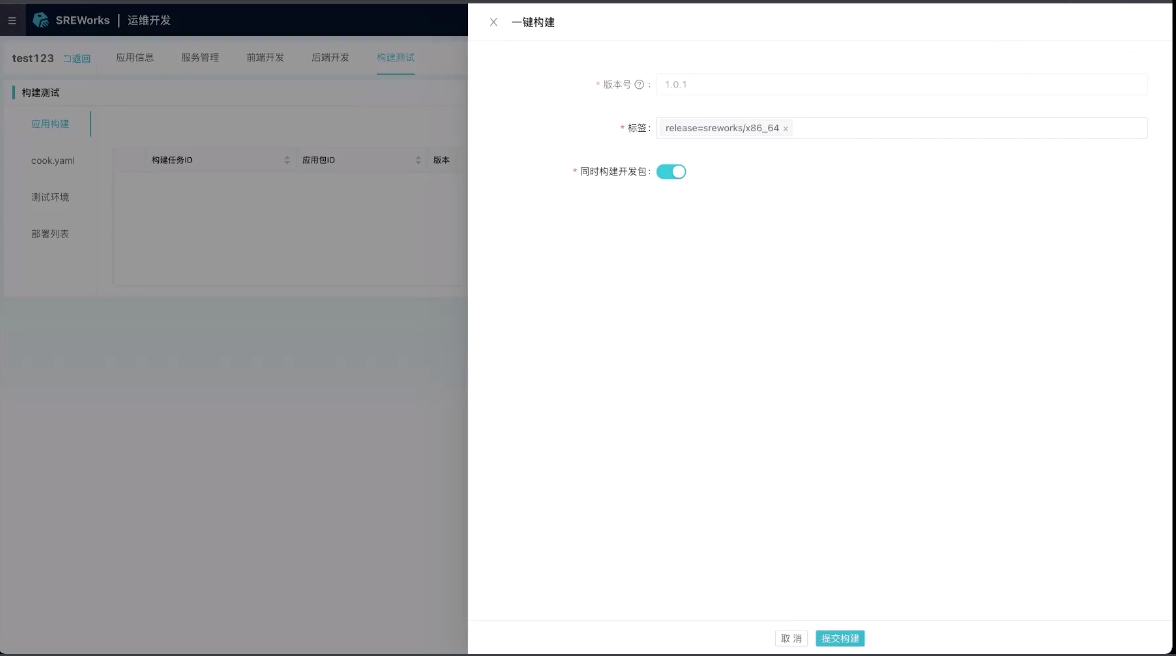 SREWorks | 运维开发
test123 返回 应用信息 服务管理 前端开发 后端开发 构建测试
构建测试
应用构建
cook.yaml
测试环境
部署列表
构建任务ID 应用包ID 版本
一键构建
* 版本号 : 1.0.1
* 标签: release=sreworks/x86_64 ×
* 同时构建开发包:
取 消 提交构建